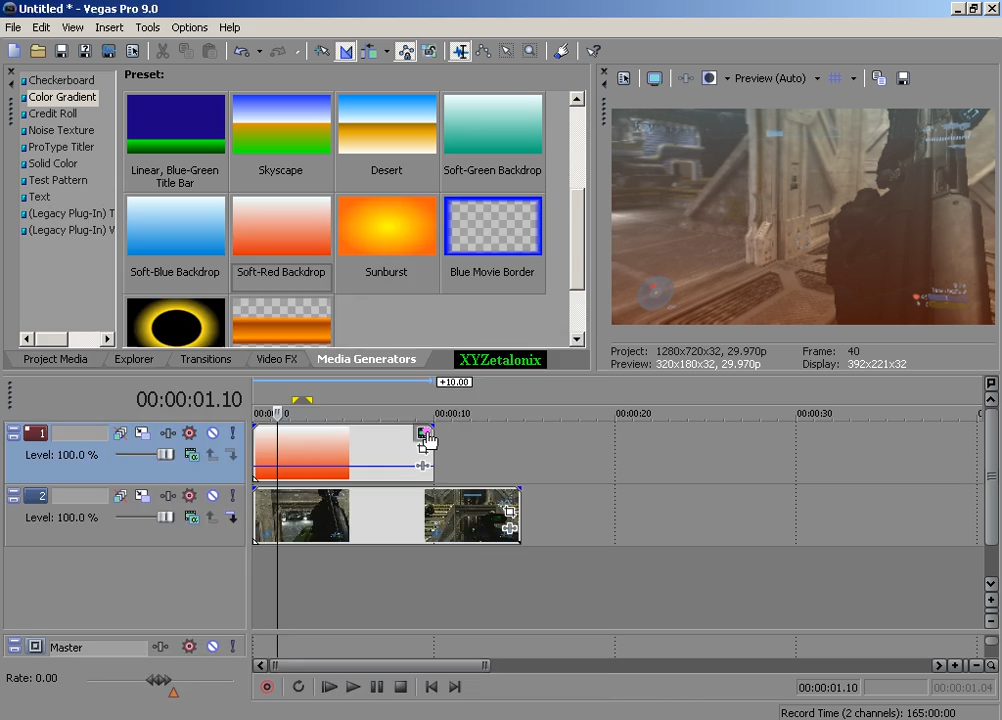 Untitled * - Vegas Pro 9.0
File Edit View Insert Tools Options Help
Checkerboard
Color Gradient
Credit Roll
Noise Texture
ProType Titler
Solid Color
Test Pattern
Text
(Legacy Plug-In) T
(Legacy Plug-In) V
Preset:
Linear, Blue-Green
Title Bar
Skyscape
Desert
Soft-Green Backdrop
Soft-Blue Backdrop
Soft-Red Backdrop
Sunburst
Blue Movie Border
Project Media Explorer Transitions Video FX Media Generators XYZetalonix
Preview (Auto)
Project: 1280x720x32, 29.970p Frame: 40
Preview: 320x180x32, 29.970p Display: 392x221x32
+10.00
00:00:01.10
00:00:10 00:00:20 00:00:30
1
Level: 100.0 %
2
Level: 100.0 %
Master
Rate: 0.00
00:00:01.10
00:00:01.04
Record Time (2 channels): 165:00:00